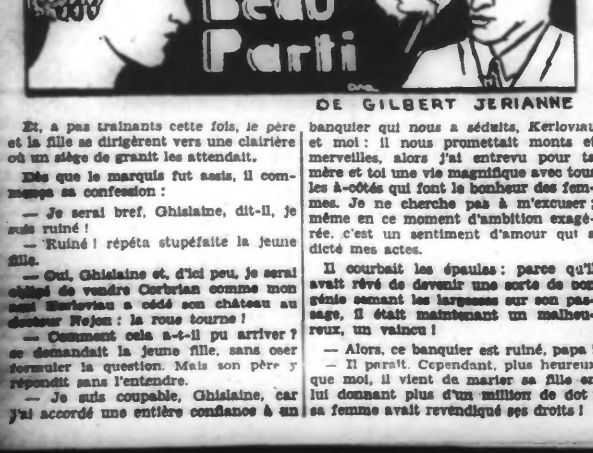 Beau
Parti
DE GILBERT JERIANNE
Et, a pas trainants cette fois, le père
et la fille se dirigèrent vers une clairière
où un siège de granit les attendait.
Dès que le marquis fut assis, il com-
mença sa confession :
— Je serai bref, Ghislaine, dit-il, je
suis ruiné !
— Ruiné ! répéta stupéfaite la jeune
fille.
— Oui, Ghislaine et, d'ici peu, je serai
obligé de vendre Corbrian comme mon
ami Kerloviau a cédé son château au
docteur Rejon : la roue tourne !
— Comment cela a-t-il pu arriver ?
se demandait la jeune fille, sans oser
formuler la question. Mais son père y
répondit sans l'entendre.
— Je suis coupable, Ghislaine, car
j'ai accordé une entière confiance à un
banquier qui nous a séduits, Kerloviau
et moi : il nous promettait monts et
merveilles, alors j'ai entrevu pour ta
mère et toi une vie magnifique avec tous
les à-côtés qui font le bonheur des fem-
mes. Je ne cherche pas à m'excuser ;
même en ce moment d'ambition exagé-
rée, c'est un sentiment d'amour qui a
dicté mes actes.
Il courbait les épaules : parce qu'il
avait rêvé de devenir une sorte de bon
génie semant les largesses sur son pas-
sage, il était maintenant un malheu-
reux, un vaincu !
— Alors, ce banquier est ruiné, papa !
— Il paraît. Cependant, plus heureux
que moi, il vient de marier sa fille en
lui donnant plus d'un million de dot :
sa femme avait revendiqué ses droits !